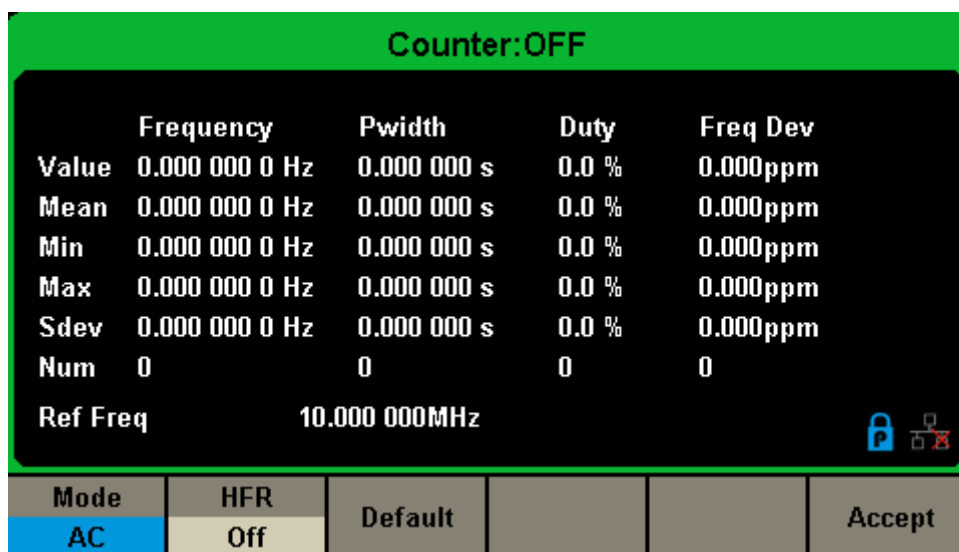 Counter:OFF
Frequency Pwidth Duty Freq Dev
Value 0.000 000 0 Hz 0.000 000 s 0.0 % 0.000ppm
Mean 0.000 000 0 Hz 0.000 000 s 0.0 % 0.000ppm
Min 0.000 000 0 Hz 0.000 000 s 0.0 % 0.000ppm
Max 0.000 000 0 Hz 0.000 000 s 0.0 % 0.000ppm
Sdev 0.000 000 0 Hz 0.000 000 s 0.0 % 0.000ppm
Num 0 0 0 0
Ref Freq 10.000 000MHz
P
Mode HFR Default Accept
AC Off